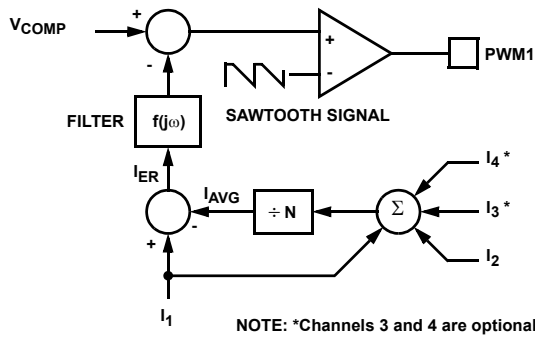 V_COMP
+
-
+
-
PWM1
SAWTOOTH SIGNAL
FILTER
f(jω)
I_ER
I_AVG
÷ N
Σ
I_4 *
I_3 *
I_2
+
-
I_1
NOTE: *Channels 3 and 4 are optional